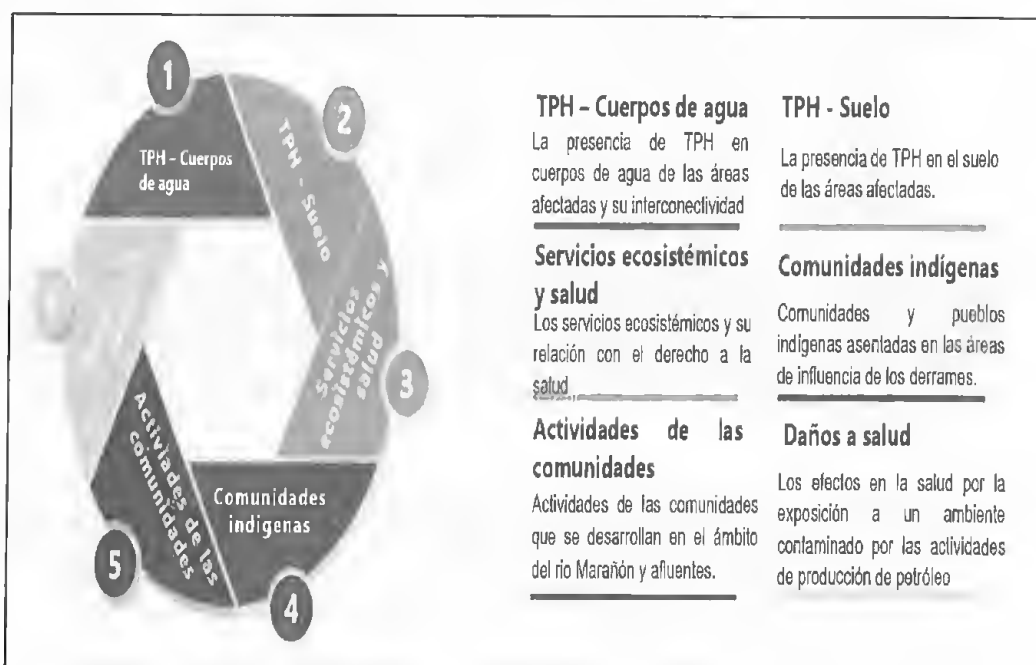 1
TPH – Cuerpos
de agua
2
TPH - Suelo
3
Servicios
ecosistémicos y
salud
4
Comunidades
indígenas
5
Activiades de las
comunidades
TPH – Cuerpos de agua
La presencia de TPH en
cuerpos de agua de las áreas
afectadas y su interconectividad
TPH - Suelo
La presencia de TPH en el suelo
de las áreas afectadas.
Servicios ecosistémicos
y salud
Los servicios ecosistémicos y su
relación con el derecho a la
salud
Comunidades indígenas
Comunidades y pueblos
indígenas asentadas en las áreas
de influencia de los derrames.
Actividades de las
comunidades
Actividades de las comunidades
que se desarrollan en el ámbito
del rio Marañón y afluentes.
Daños a salud
Los efectos en la salud por la
exposición a un ambiente
contaminado por las actividades
de producción de petróleo